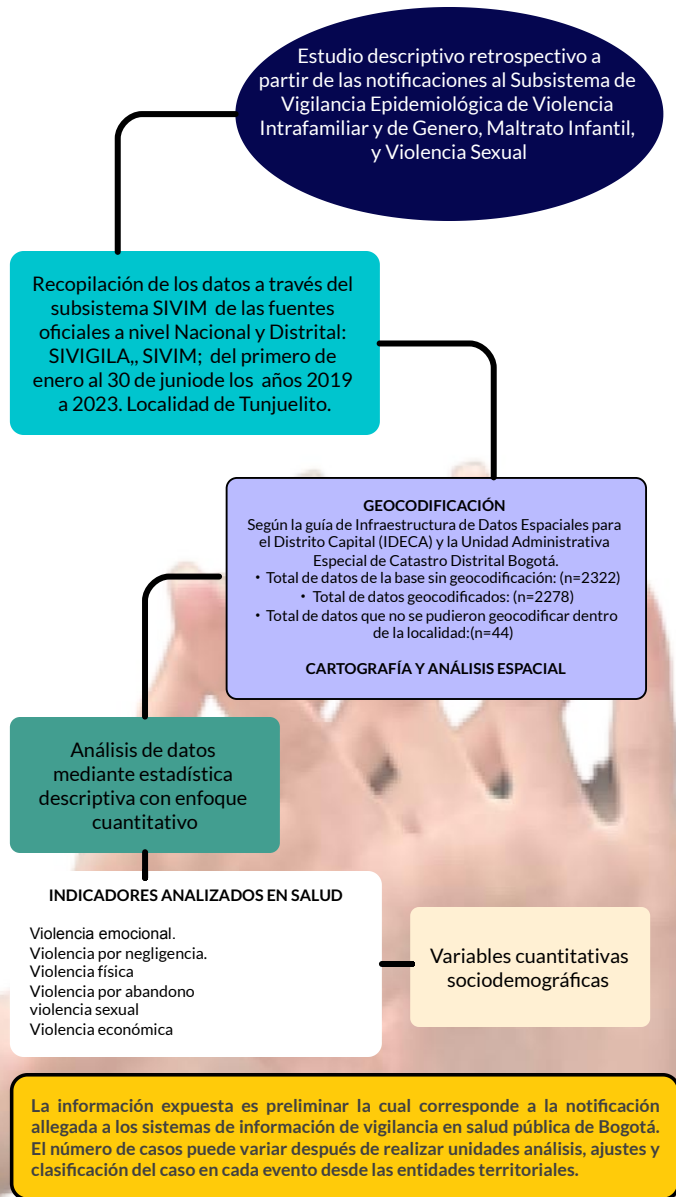 Estudio descriptivo retrospectivo a
partir de las notificaciones al Subsistema de
Vigilancia Epidemiológica de Violencia
Intrafamiliar y de Genero, Maltrato Infantil,
y Violencia Sexual
Recopilación de los datos a través del
subsistema SIVIM de las fuentes
oficiales a nivel Nacional y Distrital:
SIVIGILA,, SIVIM; del primero de
enero al 30 de juniode los años 2019
a 2023. Localidad de Tunjuelito.
GEOCODIFICACIÓN
Según la guía de Infraestructura de Datos Espaciales para
el Distrito Capital (IDECA) y la Unidad Administrativa
Especial de Catastro Distrital Bogotá.
• Total de datos de la base sin geocodificación: (n=2322)
• Total de datos geocodificados: (n=2278)
• Total de datos que no se pudieron geocodificar dentro
de la localidad:(n=44)
CARTOGRAFÍA Y ANÁLISIS ESPACIAL
Análisis de datos
mediante estadística
descriptiva con enfoque
cuantitativo
INDICADORES ANALIZADOS EN SALUD
Violencia emocional.
Violencia por negligencia.
Violencia física
Violencia por abandono
violencia sexual
Violencia económica
Variables cuantitativas
sociodemográficas
La información expuesta es preliminar la cual corresponde a la notificación
allegada a los sistemas de información de vigilancia en salud pública de Bogotá.
El número de casos puede variar después de realizar unidades análisis, ajustes y
clasificación del caso en cada evento desde las entidades territoriales.